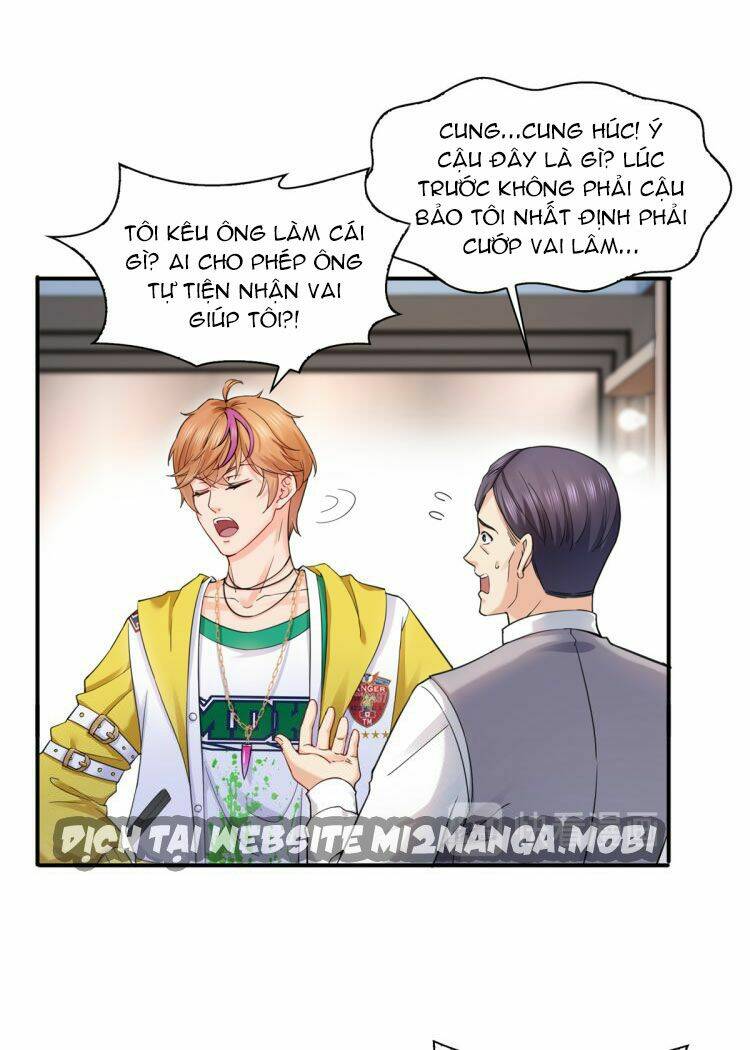 CUNG...CUNG HÚC! Ý
CẬU ĐÂY LÀ GÌ? LÚC
TRƯỚC KHÔNG PHẢI CẬU
BẢO TÔI NHẤT ĐỊNH PHẢI
CƯỚP VAI LÂM...
TÔI KÊU ÔNG LÀM CÁI
GÌ? AI CHO PHÉP ÔNG
TỰ TIỆN NHẬN VAI
GIÚP TÔI?!
ANGER
TM
DỊCH TẠI WEBSITE MI2MANGA.MOBI